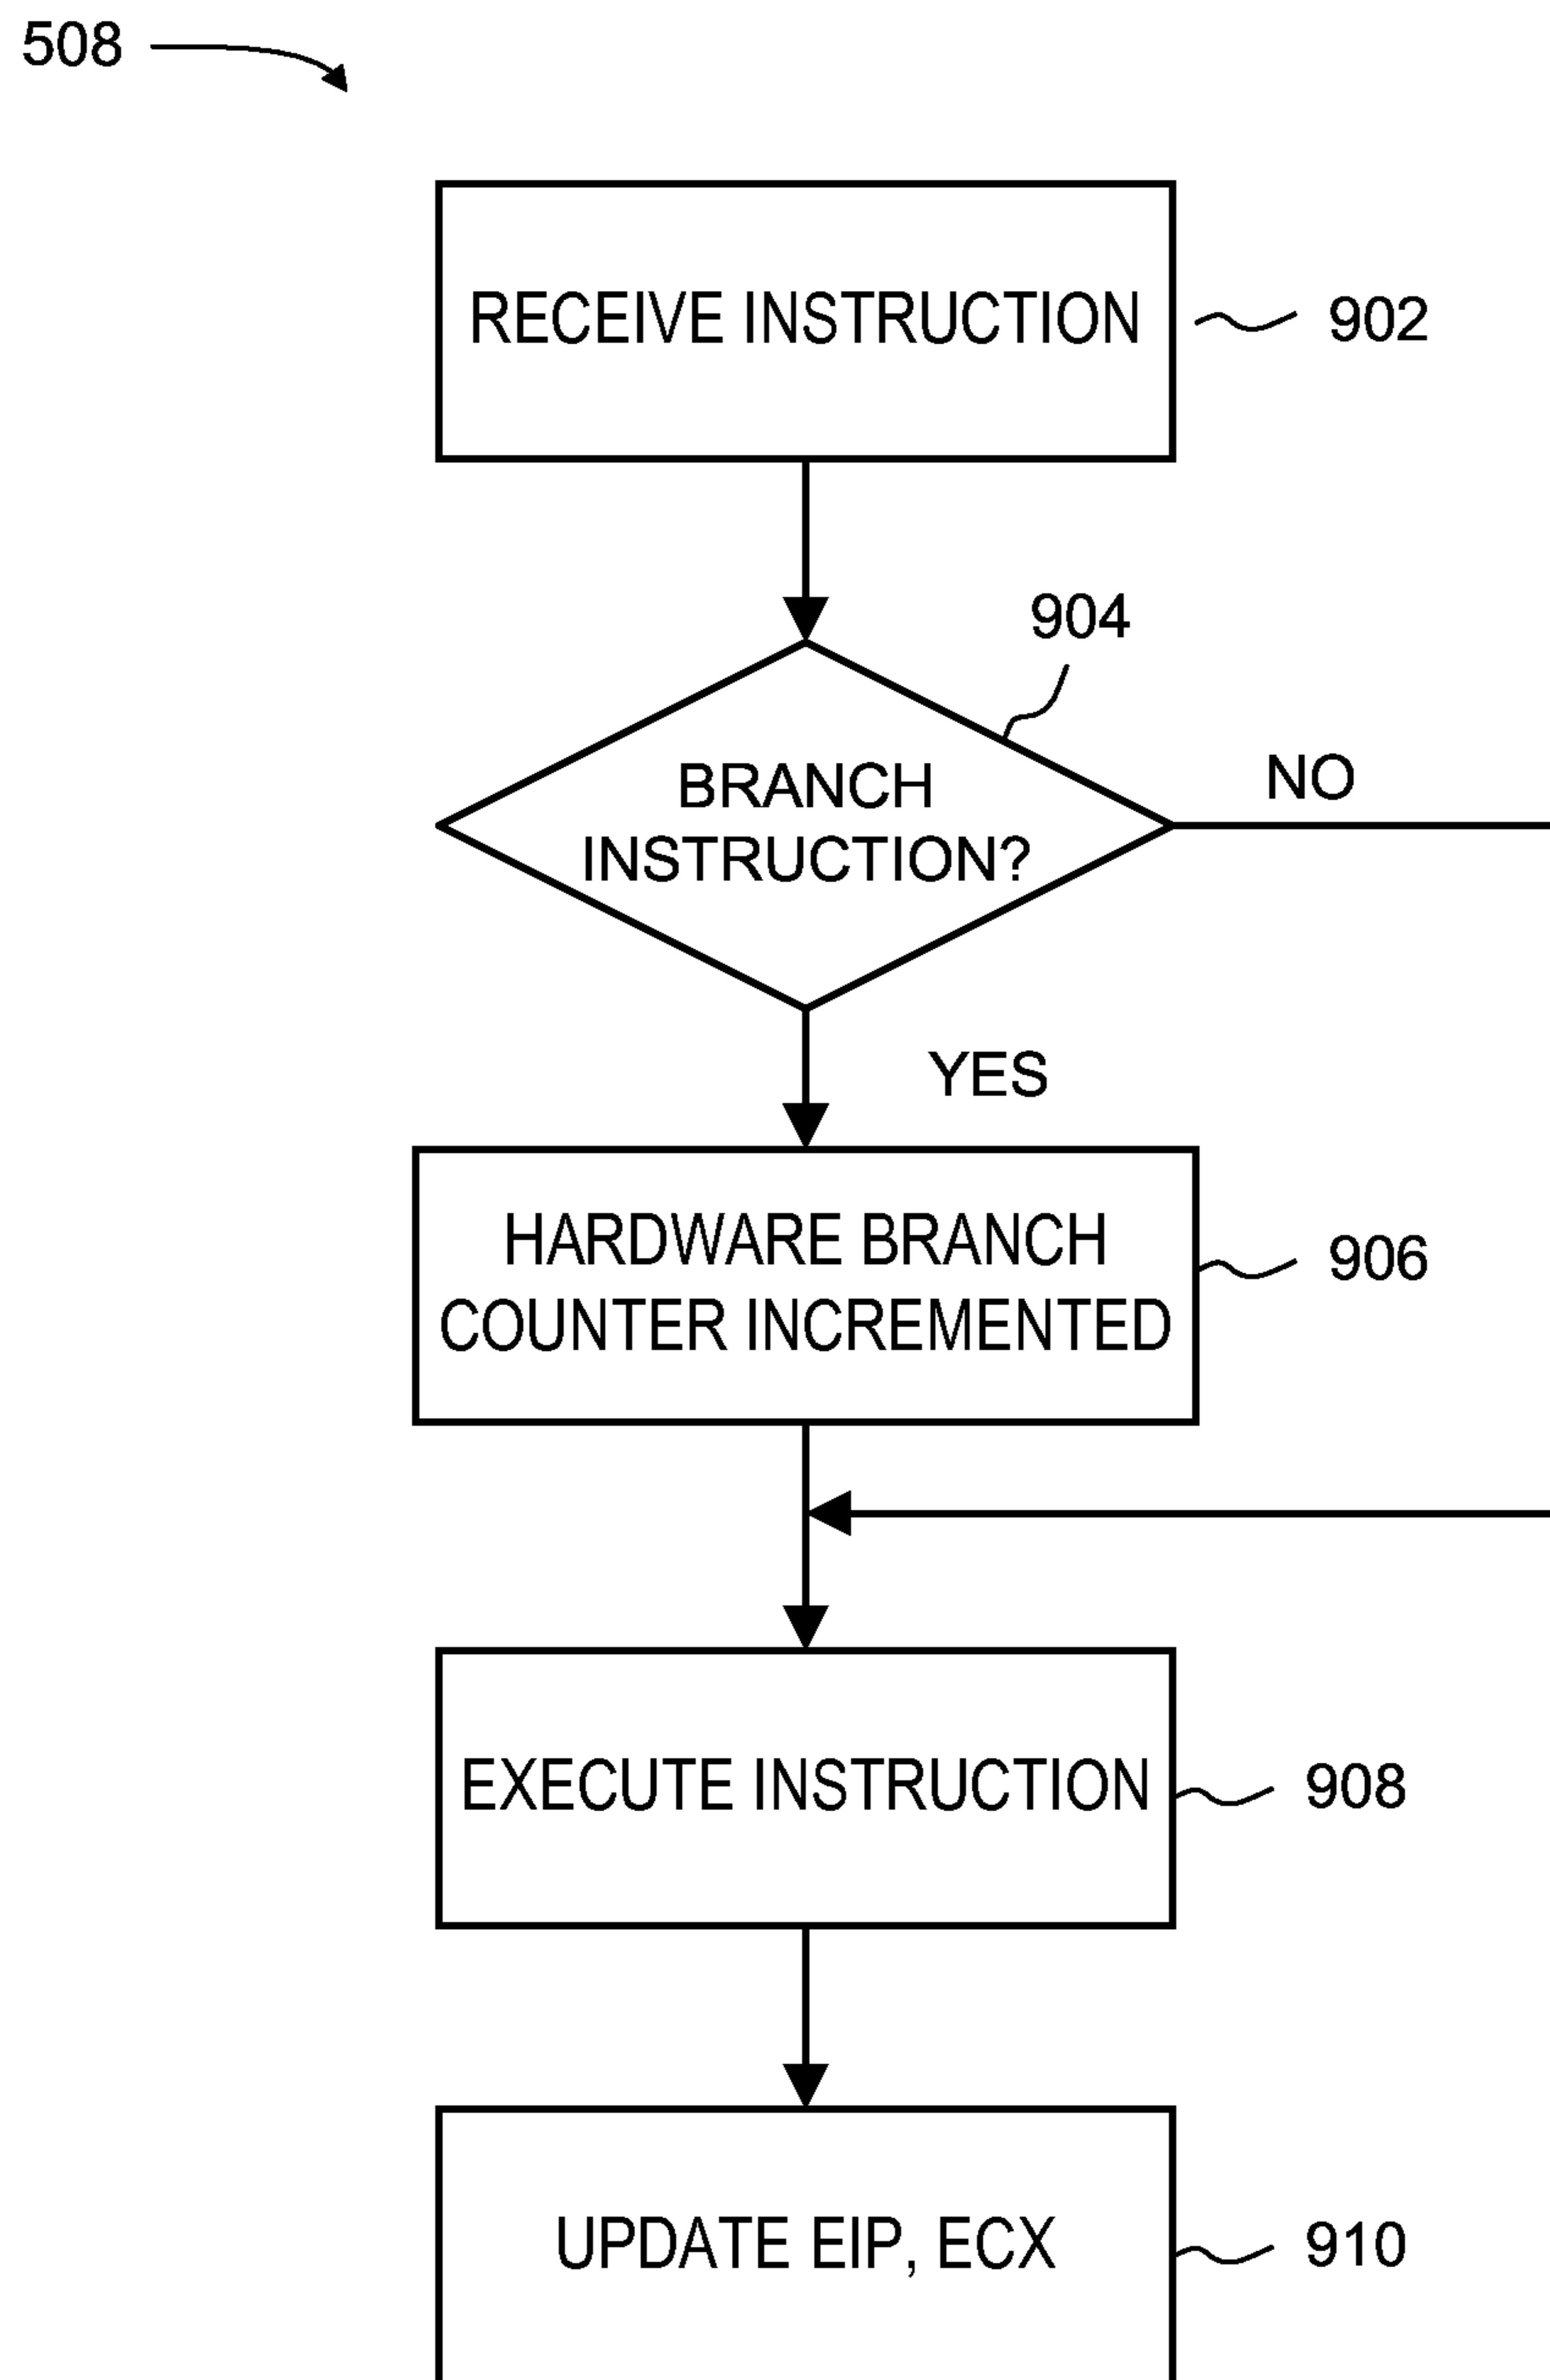 508
RECEIVE INSTRUCTION
902
904
BRANCH
INSTRUCTION?
NO
YES
HARDWARE BRANCH
COUNTER INCREMENTED
906
EXECUTE INSTRUCTION
908
UPDATE EIP, ECX
910